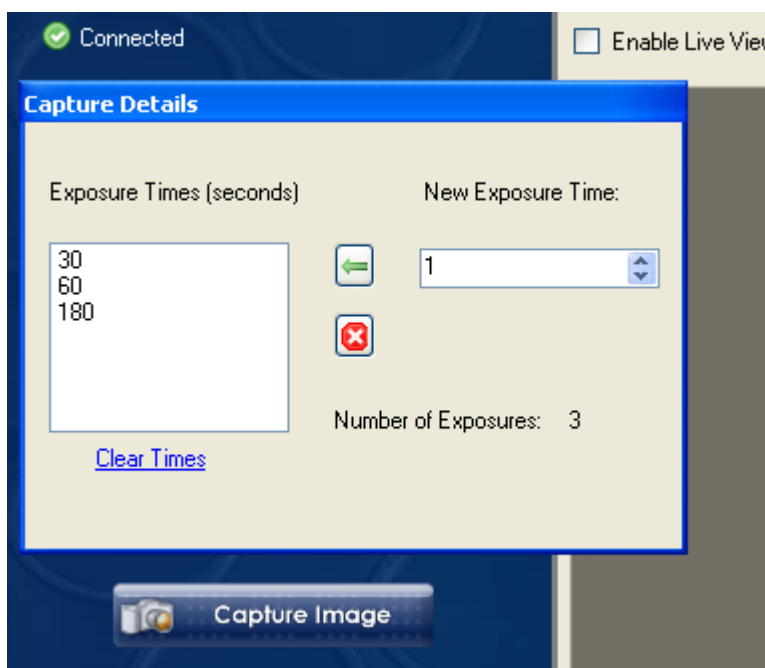 Connected
Enable Live
Capture Details
Exposure Times (seconds)
New Exposure Time:
30
60
180
1
Number of Exposures: 3
Clear Times
Capture Image